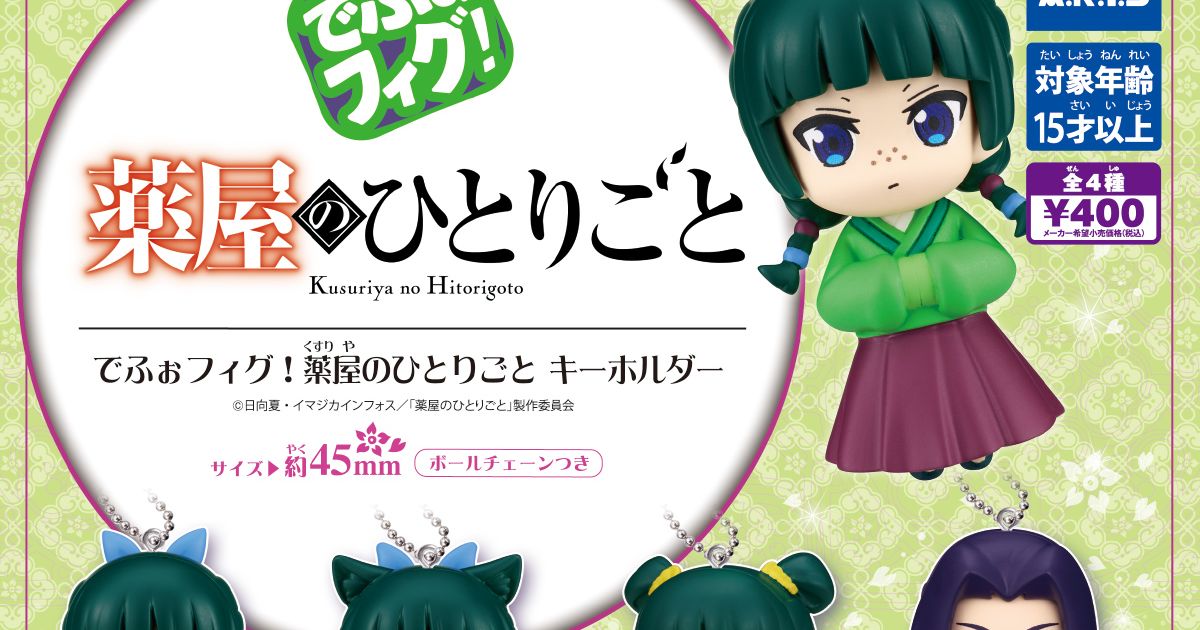 でふぉ
フィグ!
薬屋のひとりごと
Kusuriya no Hitorigoto
くすり や
でふぉフィグ!薬屋のひとりごと キーホルダー
©日向夏・イマジカインフォス/「薬屋のひとりごと」製作委員会
やく
サイズ▶約45mm ボールチェーンつき
たい しょう ねん れい
対象年齢
さい い じょう
15才以上
ぜん しゅ
全4種
¥400
メーカー希望小売価格(税込)